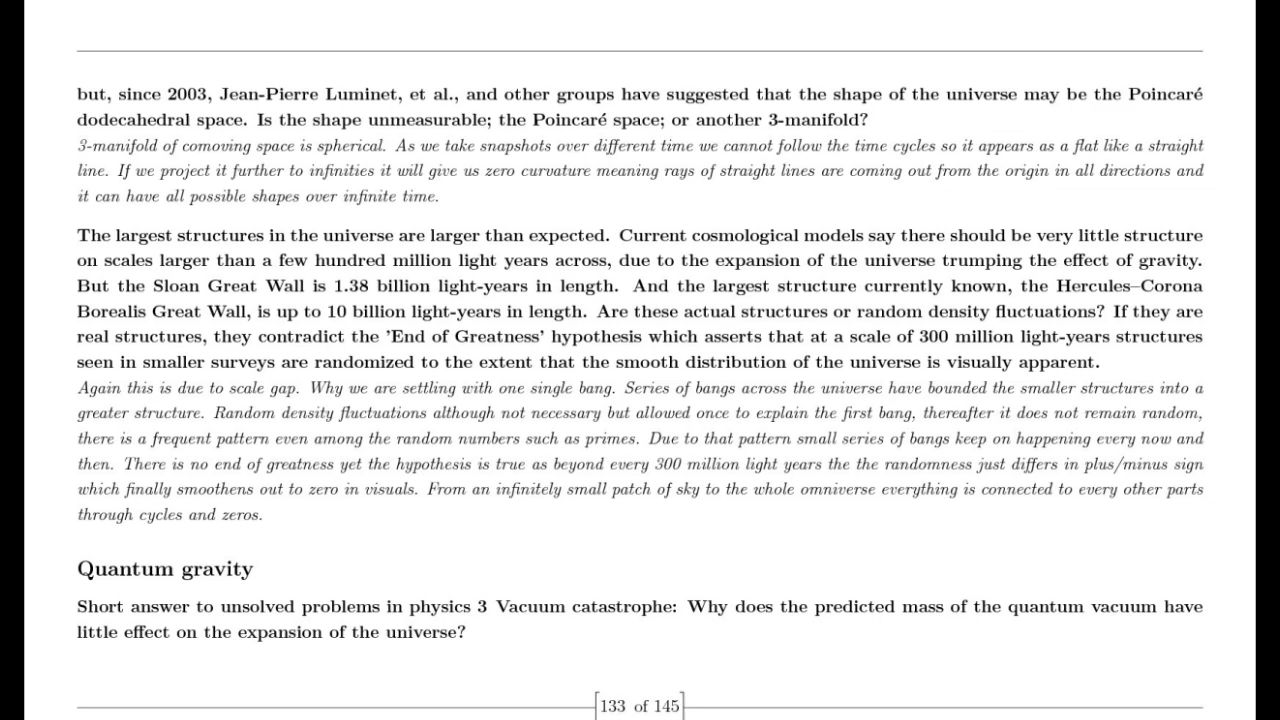 but, since 2003, Jean-Pierre Luminet, et al., and other groups have suggested that the shape of the universe may be the Poincaré
dodecahedral space. Is the shape unmeasurable; the Poincaré space; or another 3-manifold?
3-manifold of comoving space is spherical. As we take snapshots over different time we cannot follow the time cycles so it appears as a flat like a straight
line. If we project it further to infinities it will give us zero curvature meaning rays of straight lines are coming out from the origin in all directions and
it can have all possible shapes over infinite time.
The largest structures in the universe are larger than expected. Current cosmological models say there should be very little structure
on scales larger than a few hundred million light years across, due to the expansion of the universe trumping the effect of gravity.
But the Sloan Great Wall is 1.38 billion light-years in length. And the largest structure currently known, the Hercules–Corona
Borealis Great Wall, is up to 10 billion light-years in length. Are these actual structures or random density fluctuations? If they are
real structures, they contradict the 'End of Greatness' hypothesis which asserts that at a scale of 300 million light-years structures
seen in smaller surveys are randomized to the extent that the smooth distribution of the universe is visually apparent.
Again this is due to scale gap. Why we are settling with one single bang. Series of bangs across the universe have bounded the smaller structures into a
greater structure. Random density fluctuations although not necessary but allowed once to explain the first bang, thereafter it does not remain random,
there is a frequent pattern even among the random numbers such as primes. Due to that pattern small series of bangs keep on happening every now and
then. There is no end of greatness yet the hypothesis is true as beyond every 300 million light years the the randomness just differs in plus/minus sign
which finally smoothens out to zero in visuals. From an infinitely small patch of sky to the whole omniverse everything is connected to every other parts
through cycles and zeros.
Quantum gravity
Short answer to unsolved problems in physics 3 Vacuum catastrophe: Why does the predicted mass of the quantum vacuum have
little effect on the expansion of the universe?
133 of 145